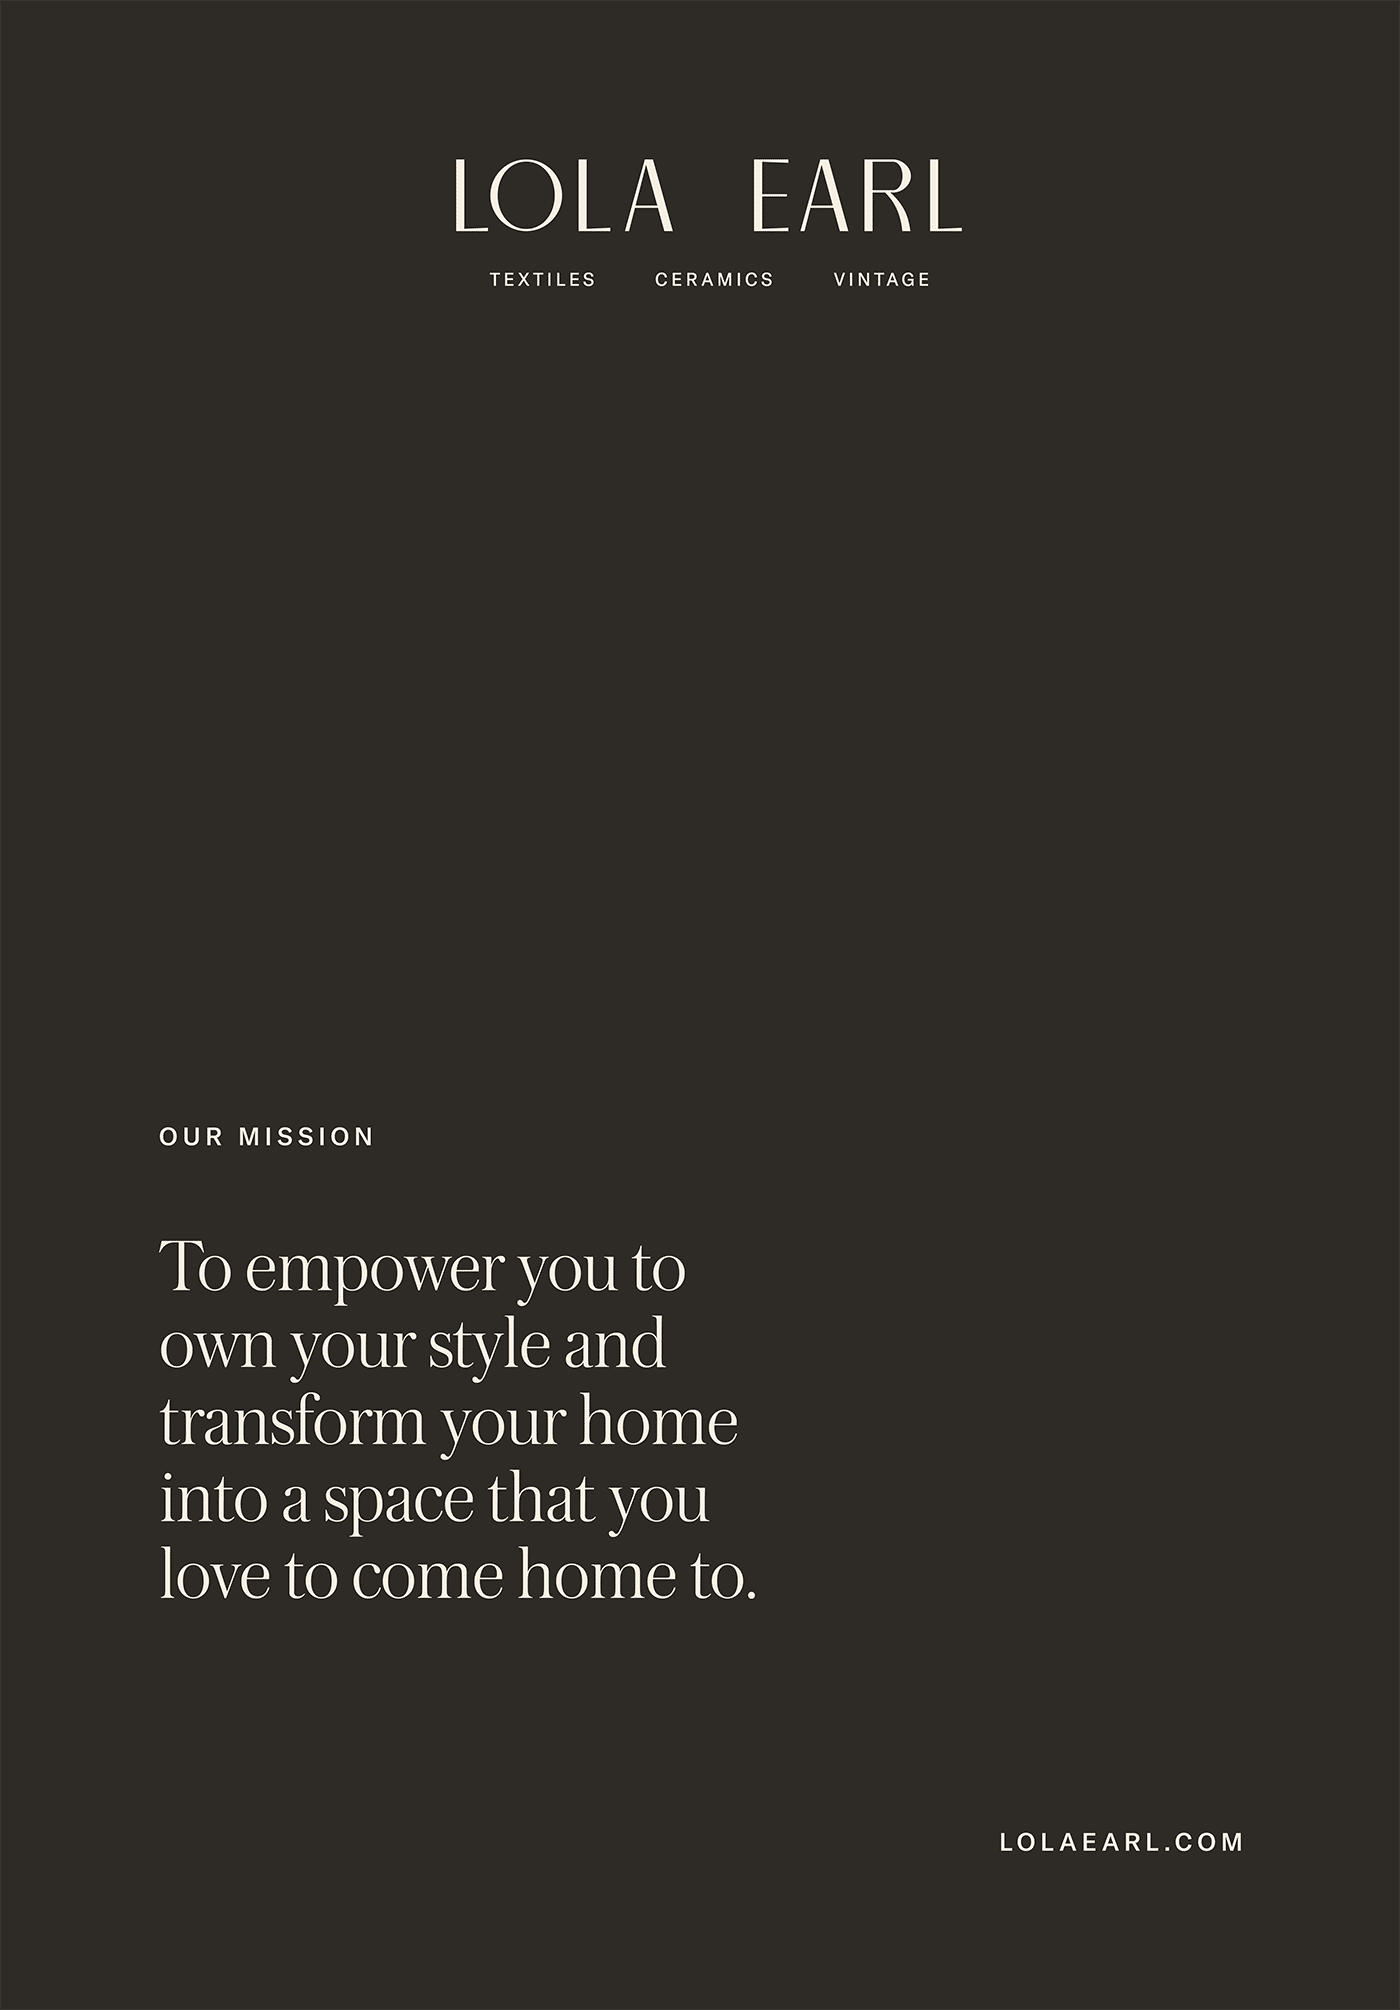 LOLA EARL
TEXTILES CERAMICS VINTAGE
OUR MISSION
To empower you to
own your style and
transform your home
into a space that you
love to come home to.
LOLAEARL.COM